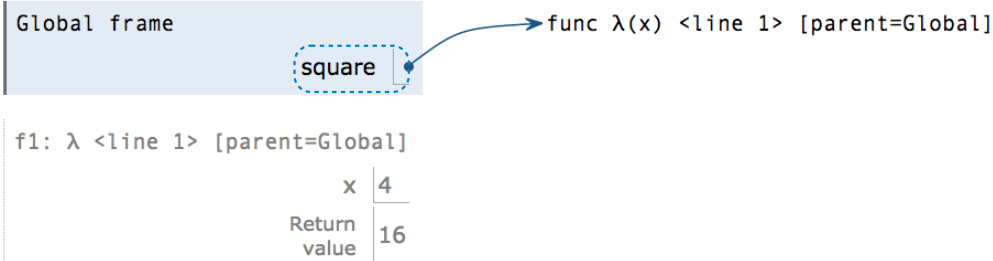 Global frame
func λ(x) <line 1> [parent=Global]
square
f1: λ <line 1> [parent=Global]
x 4
Return
value 16